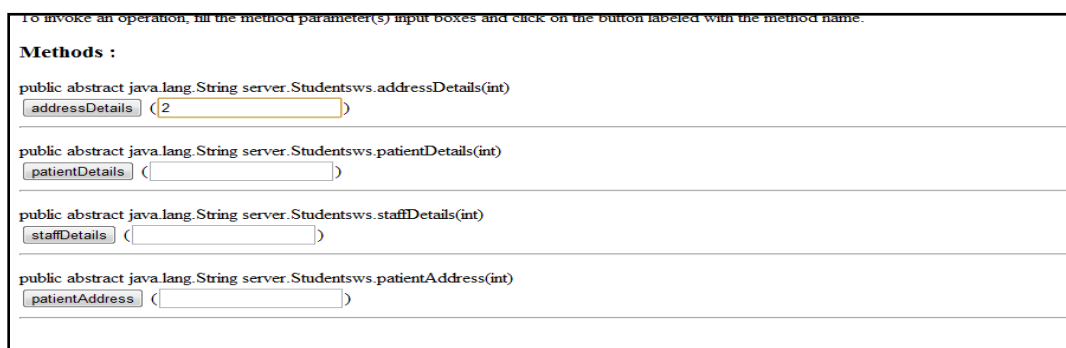 To invoke an operation, fill the method parameter(s) input boxes and click on the button labeled with the method name.
Methods :
public abstract java.lang.String server.Studentsws.addressDetails(int)
addressDetails (2)
public abstract java.lang.String server.Studentsws.patientDetails(int)
patientDetails ( )
public abstract java.lang.String server.Studentsws.staffDetails(int)
staffDetails ( )
public abstract java.lang.String server.Studentsws.patientAddress(int)
patientAddress ( )